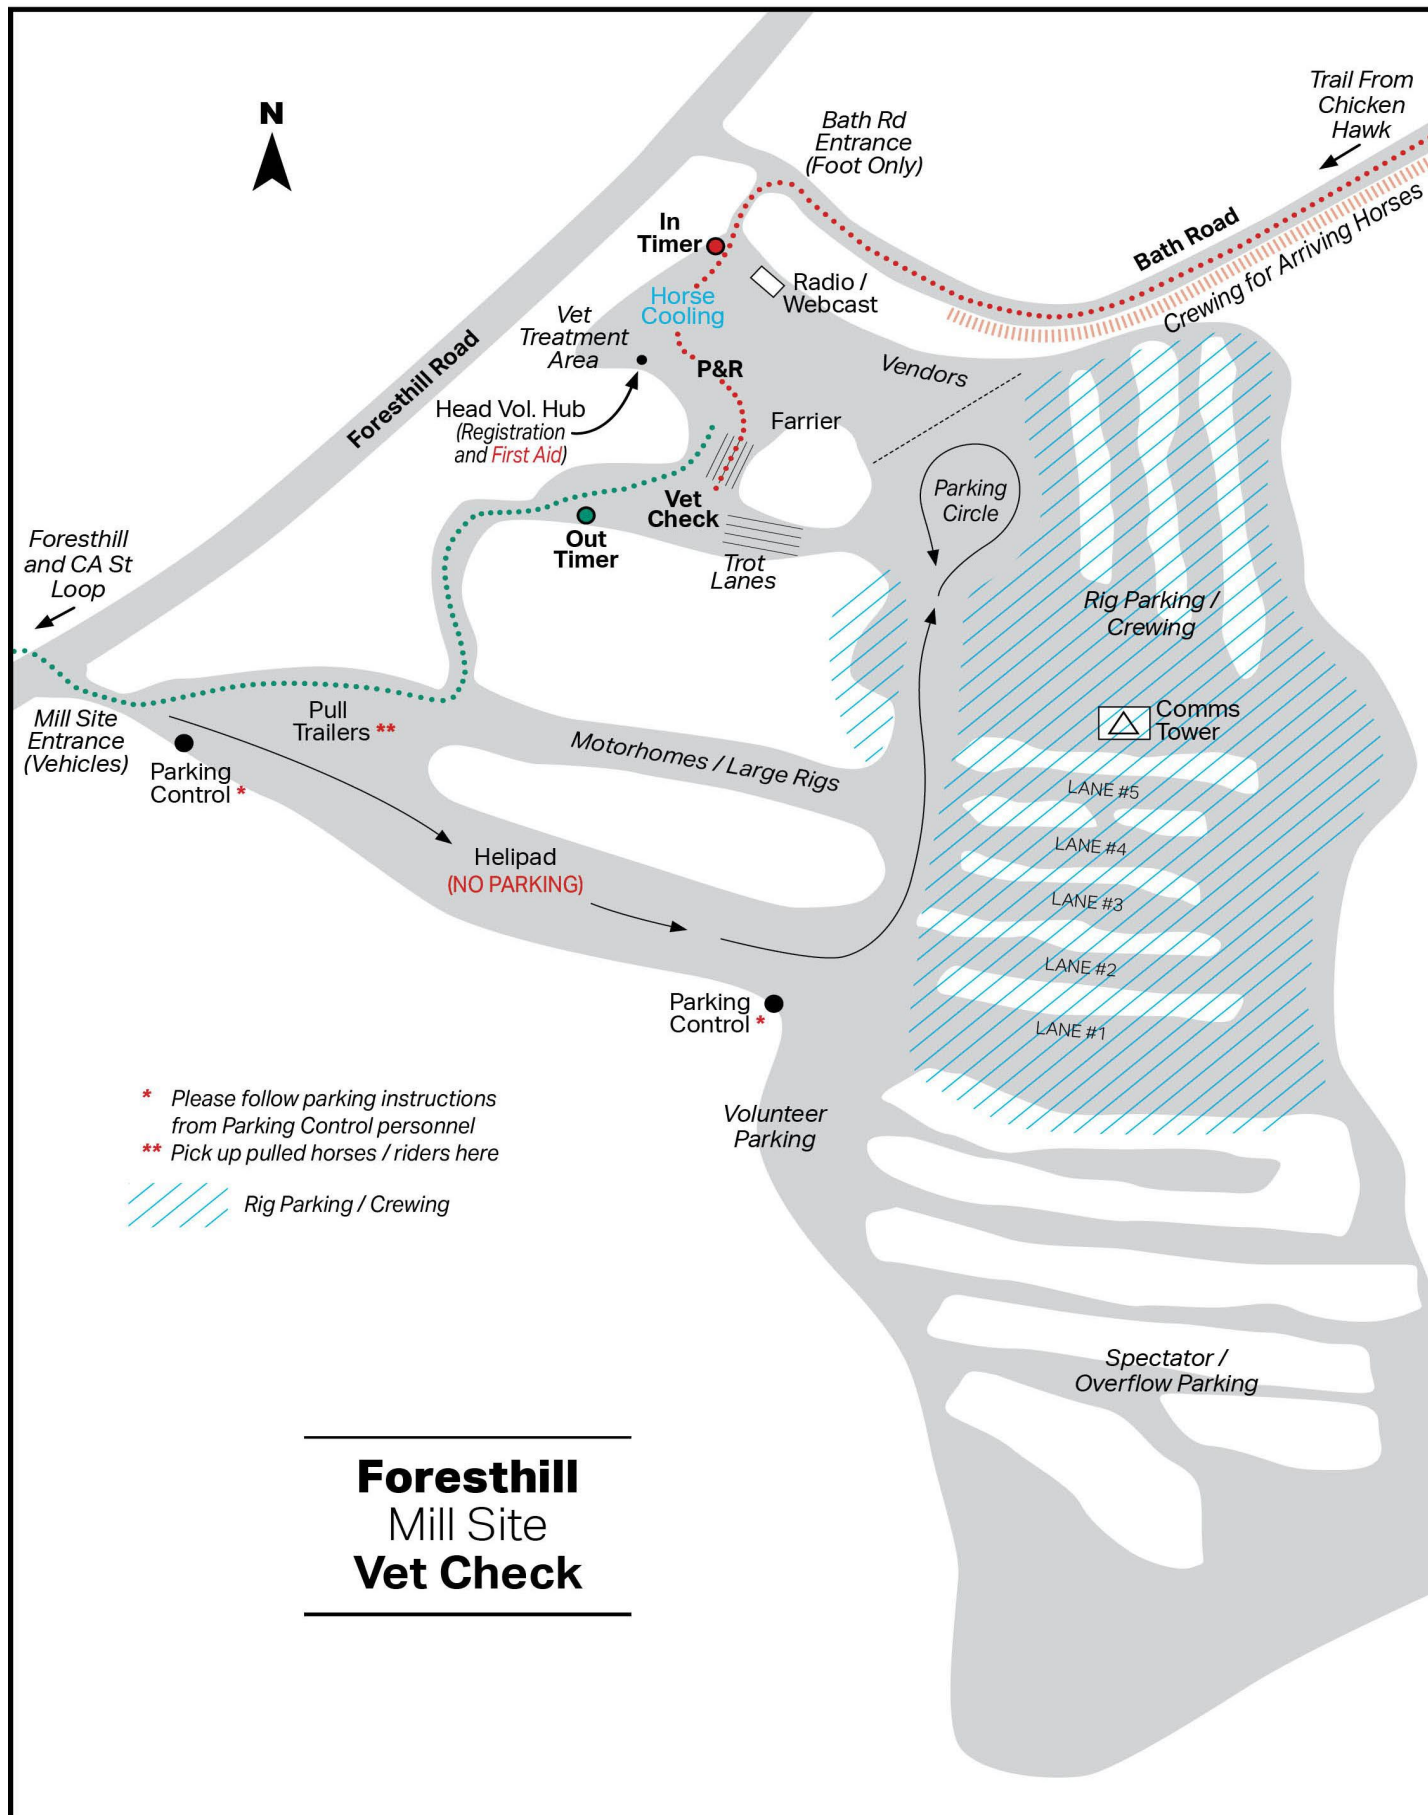 N
Trail From
Chicken
Hawk
Bath Rd
Entrance
(Foot Only)
Bath Road
Crewing for Arriving Horses
In
Timer
Radio /
Webcast
Horse
Cooling
Vet
Treatment
Area
P&R
Vendors
Foresthill Road
Head Vol. Hub
(Registration
and First Aid)
Farrier
Parking
Circle
Vet
Check
Out
Timer
Trot
Lanes
Foresthill
and CA St
Loop
Rig Parking /
Crewing
Mill Site
Entrance
(Vehicles)
Pull
Trailers **
Parking
Control *
Motorhomes / Large Rigs
Comms
Tower
LANE #5
LANE #4
LANE #3
LANE #2
LANE #1
Helipad
(NO PARKING)
Parking
Control *
* Please follow parking instructions
from Parking Control personnel
** Pick up pulled horses / riders here
Rig Parking / Crewing
Volunteer
Parking
Spectator /
Overflow Parking
Foresthill
Mill Site
Vet Check